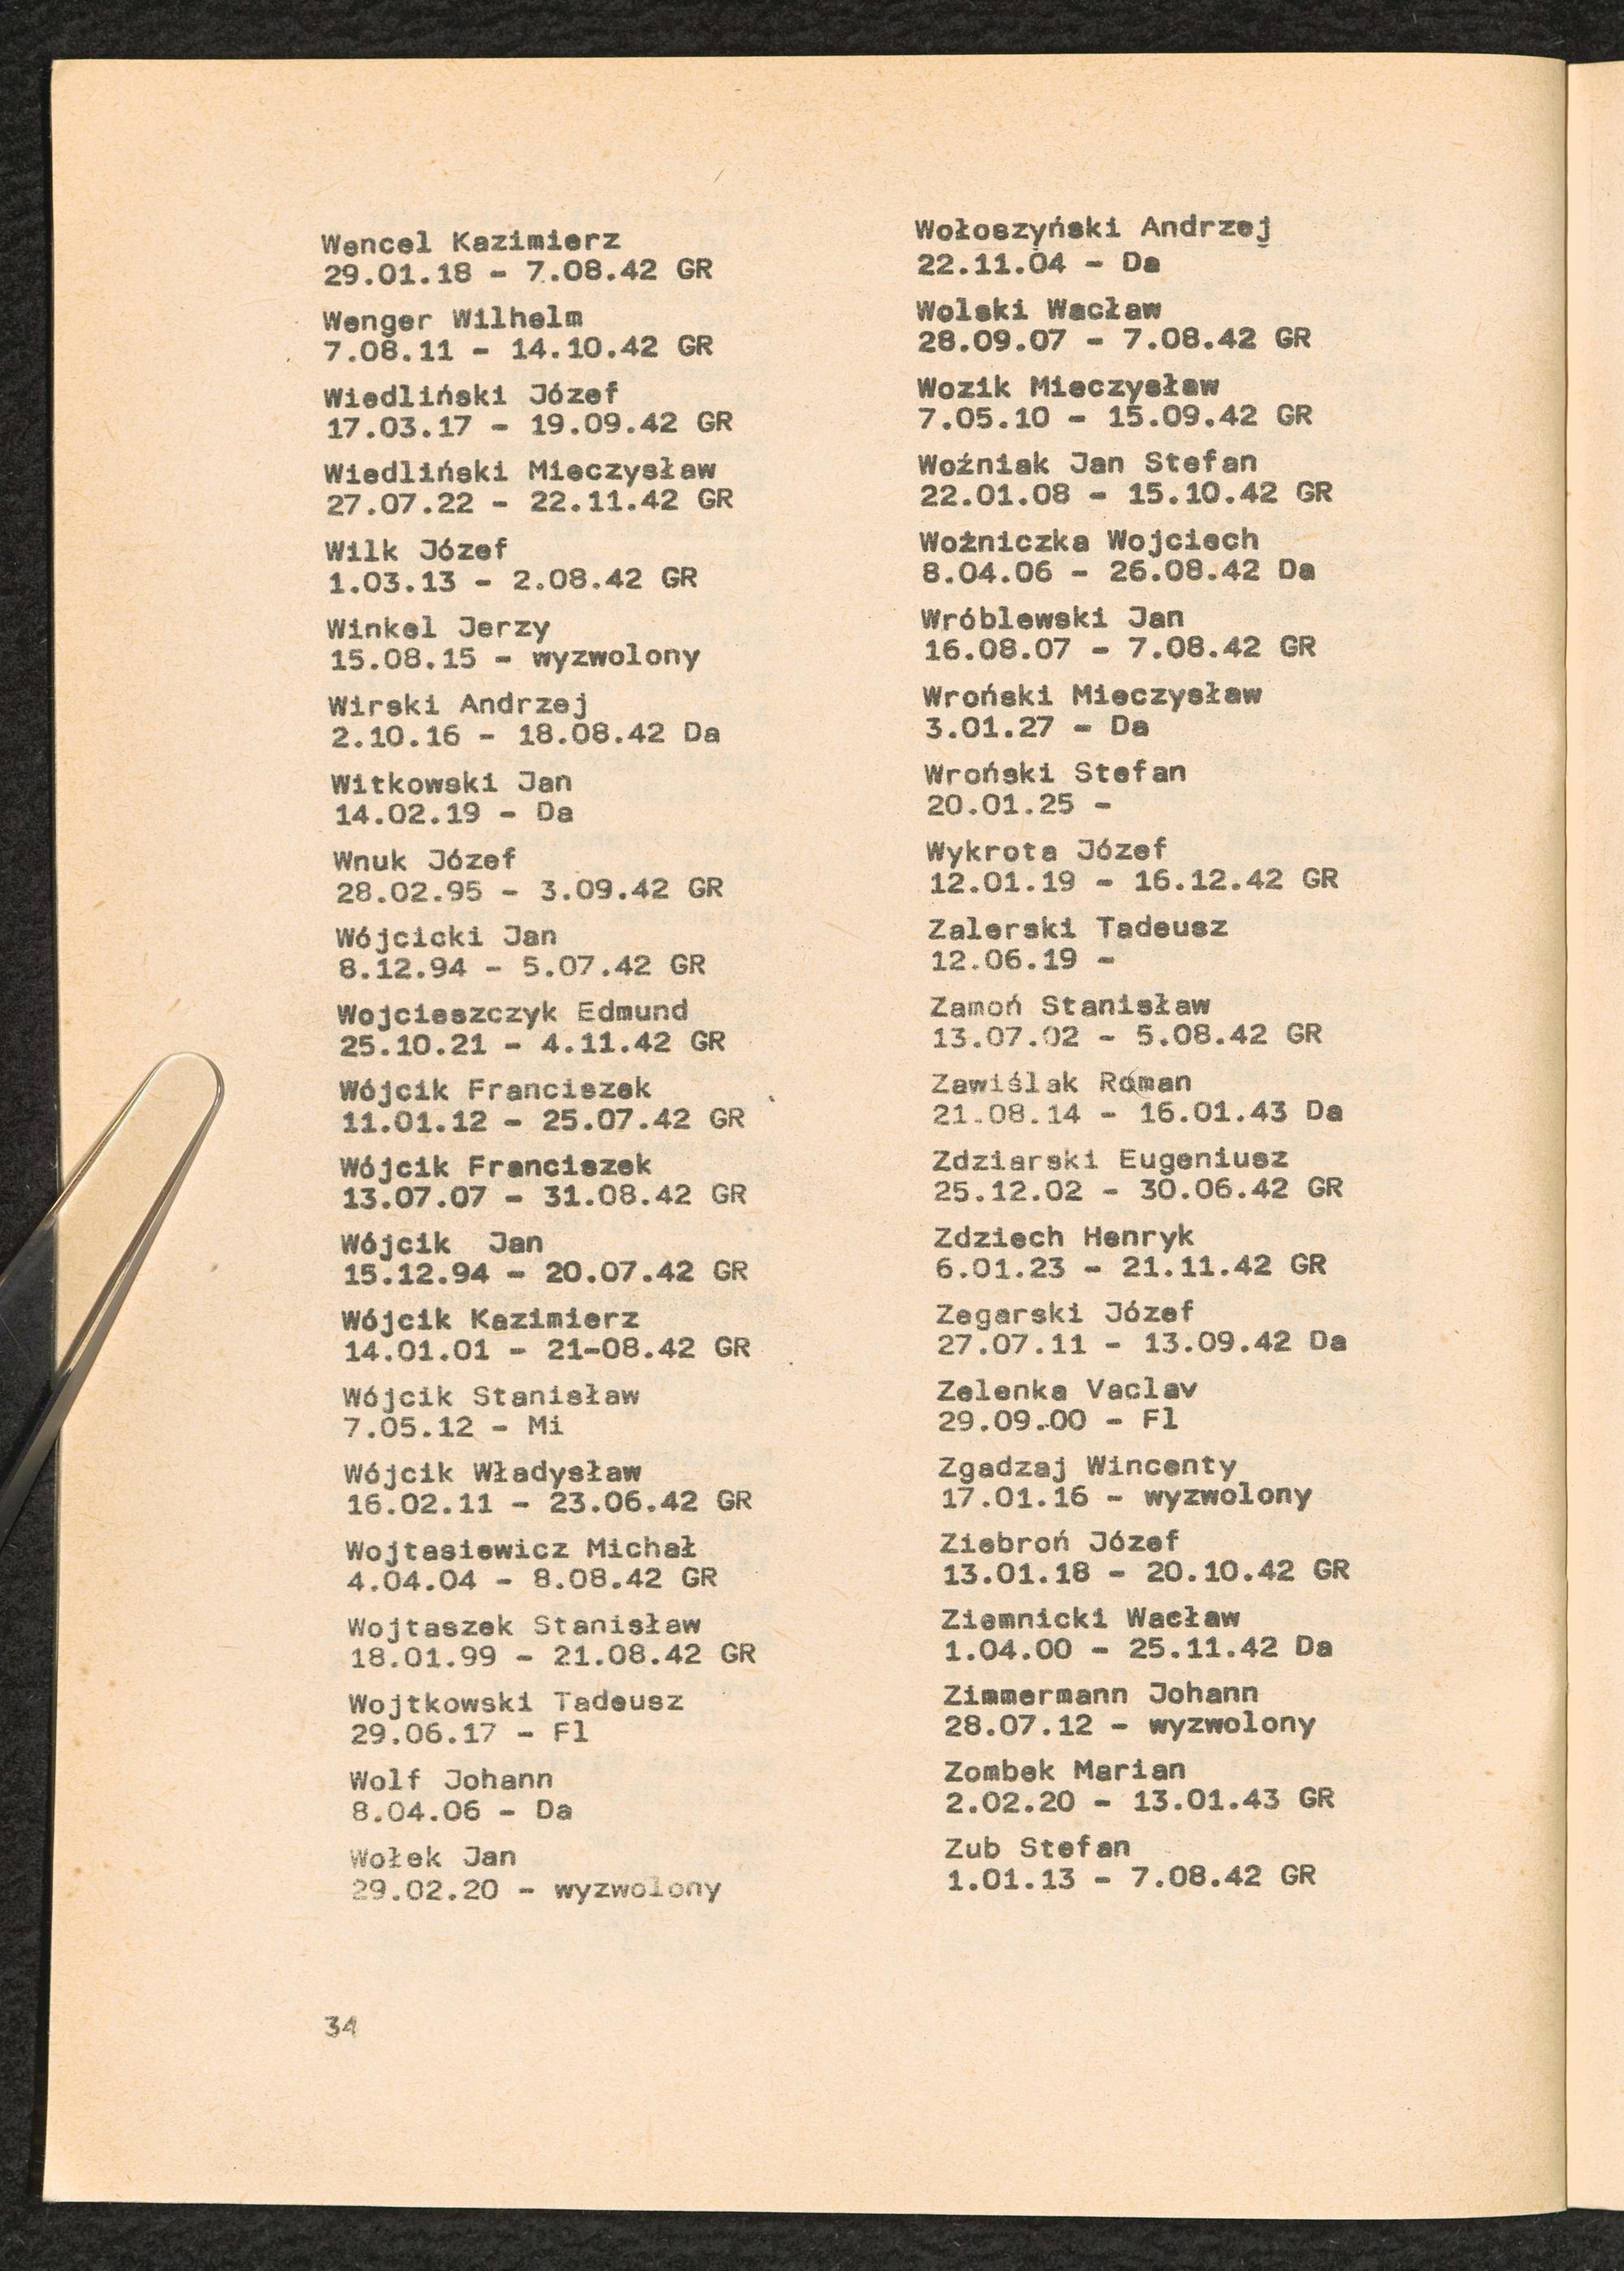 Wencel Kazimierz
29.01.18 - 7.08.42 GR
Wenger Wilhelm
7.08.11 - 14.10.42 GR
Wiedliński Józef
17.03.17 - 19.09.42 GR
Wiedliński Mieczysław
27.07.22 - 22.11.42 GR
Wilk Józef
1.03.13 - 2.08.42 GR
Winkel Jerzy
15.08.15 - wyzwolony
Wirski Andrzej
2.10.16 - 18.08.42 Da
Witkowski Jan
14.02.19 - Da
Wnuk Józef
28.02.95 - 3.09.42 GR
Wójcicki Jan
8.12.94 - 5.07.42 GR
Wojcieszczyk Edmund
25.10.21 - 4.11.42 GR
Wójcik Franciszek
11.01.12 - 25.07.42 GR
Wójcik Franciszek
13.07.07 - 31.08.42 GR
Wójcik Jan
15.12.94 - 20.07.42 GR
Wójcik Kazimierz
14.01.01 - 21-08.42 GR
Wójcik Stanisław
7.05.12 - Mi
Wójcik Władysław
16.02.11 - 23.06.42 GR
Wojtasiewicz Michał
4.04.04 - 8.08.42 GR
Wojtaszek Stanisław
18.01.99 - 21.08.42 GR
Wojtkowski Tadeusz
29.06.17 - Fl
Wolf Johann
8.04.06 - Da
Wołek Jan
29.02.20 - wyzwolony
Wołoszyński Andrzej
22.11.04 - Da
Wolski Wacław
28.09.07 - 7.08.42 GR
Wozik Mieczysław
7.05.10 - 15.09.42 GR
Woźniak Jan Stefan
22.01.08 - 15.10.42 GR
Woźniczka Wojciech
8.04.06 - 26.08.42 Da
Wróblewski Jan
16.08.07 - 7.08.42 GR
Wroński Mieczysław
3.01.27 - Da
Wroński Stefan
20.01.25 -
Wykrota Józef
12.01.19 - 16.12.42 GR
Zalerski Tadeusz
12.06.19 -
Zamoń Stanisław
13.07.02 - 5.08.42 GR
Zawiślak Roman
21.08.14 - 16.01.43 Da
Zdziarski Eugeniusz
25.12.02 - 30.06.42 GR
Zdziech Henryk
6.01.23 - 21.11.42 GR
Zegarski Józef
27.07.11 - 13.09.42 Da
Zelenka Vaclav
29.09.00 - Fl
Zgadzaj Wincenty
17.01.16 - wyzwolony
Ziebroń Józef
13.01.18 - 20.10.42 GR
Ziemnicki Wacław
1.04.00 - 25.11.42 Da
Zimmermann Johann
28.07.12 - wyzwolony
Zombek Marian
2.02.20 - 13.01.43 GR
Zub Stefan
1.01.13 - 7.08.42 GR
34